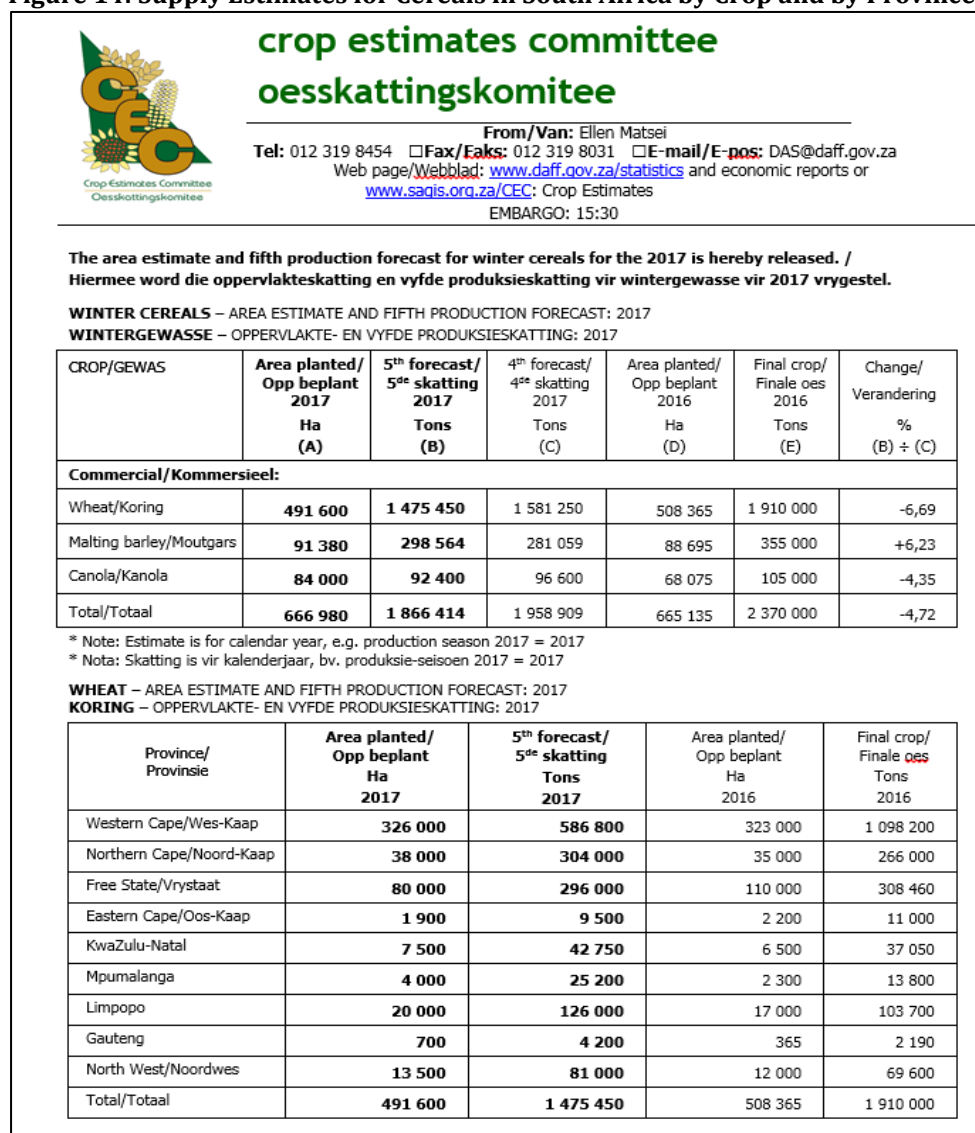 Figure 14: Supply Estimates for Cereals in South Africa by Crop and by Province
CEC
Crop Estimates Committee
Oesskattingskomitee
crop estimates committee
oesskattingskomitee
From/Van: Ellen Matsei
Tel: 012 319 8454 □Fax/Faks: 012 319 8031 □E-mail/E-pos: DAS@daff.gov.za
Web page/Webblad: www.daff.gov.za/statistics and economic reports or
www.sagis.org.za/CEC: Crop Estimates
EMBARGO: 15:30
The area estimate and fifth production forecast for winter cereals for the 2017 is hereby released. /
Hiermee word die oppervlakteskatting en vyfde produksieskatting vir wintergewasse vir 2017 vrygestel.
WINTER CEREALS – AREA ESTIMATE AND FIFTH PRODUCTION FORECAST: 2017
WINTERGEWASSE – OPPERVLAKTE- EN VYFDE PRODUKSIESKATTING: 2017
CROP/GEWAS Area planted/ 5th forecast/ 4th forecast/ Area planted/ Final crop/ Change/
Opp beplant 5de skatting 4de skatting Opp beplant Finale oes Verandering
2017 2017 2017 2016 2016
Ha Tons Tons Ha Tons %
(A) (B) (C) (D) (E) (B) ÷ (C)
Commercial/Kommersieel:
Wheat/Koring 491 600 1 475 450 1 581 250 508 365 1 910 000 -6,69
Malting barley/Moutgars 91 380 298 564 281 059 88 695 355 000 +6,23
Canola/Kanola 84 000 92 400 96 600 68 075 105 000 -4,35
Total/Totaal 666 980 1 866 414 1 958 909 665 135 2 370 000 -4,72
* Note: Estimate is for calendar year, e.g. production season 2017 = 2017
* Nota: Skatting is vir kalenderjaar, bv. produksie-seisoen 2017 = 2017
WHEAT – AREA ESTIMATE AND FIFTH PRODUCTION FORECAST: 2017
KORING – OPPERVLAKTE- EN VYFDE PRODUKSIESKATTING: 2017
Province/ Area planted/ 5th forecast/ Area planted/ Final crop/
Provinsie Opp beplant 5de skatting Opp beplant Finale oes
Ha Tons Ha Tons
2017 2017 2016 2016
Western Cape/Wes-Kaap 326 000 586 800 323 000 1 098 200
Northern Cape/Noord-Kaap 38 000 304 000 35 000 266 000
Free State/Vrystaat 80 000 296 000 110 000 308 460
Eastern Cape/Oos-Kaap 1 900 9 500 2 200 11 000
KwaZulu-Natal 7 500 42 750 6 500 37 050
Mpumalanga 4 000 25 200 2 300 13 800
Limpopo 20 000 126 000 17 000 103 700
Gauteng 700 4 200 365 2 190
North West/Noordwes 13 500 81 000 12 000 69 600
Total/Totaal 491 600 1 475 450 508 365 1 910 000